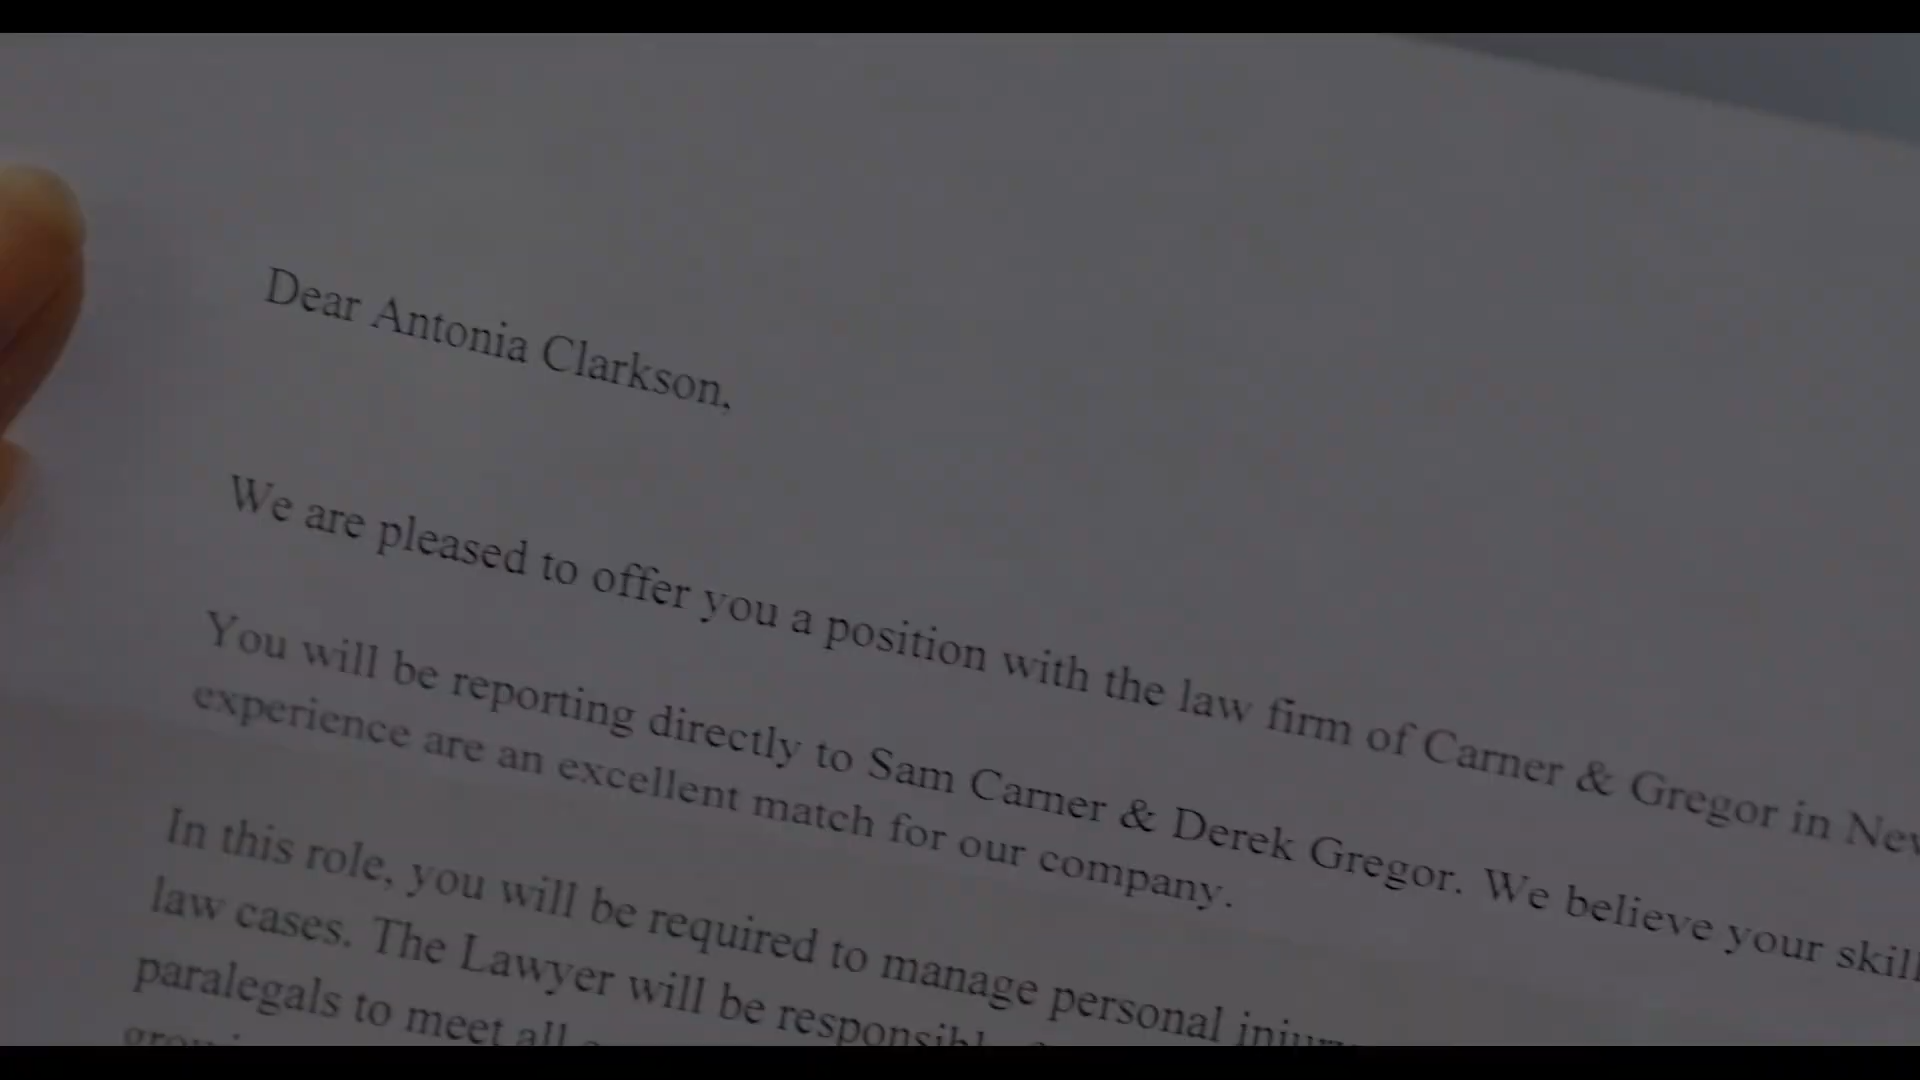 Dear Antonia Clarkson,
We are pleased to offer you a position with the law firm of Carner & Gregor in
You will be reporting directly to Sam Carner & Derek Gregor. We believe your
experience are an excellent match for our company.
In this role, you will be required to manage personal
law cases. The Lawyer will be
paralegals to meet all